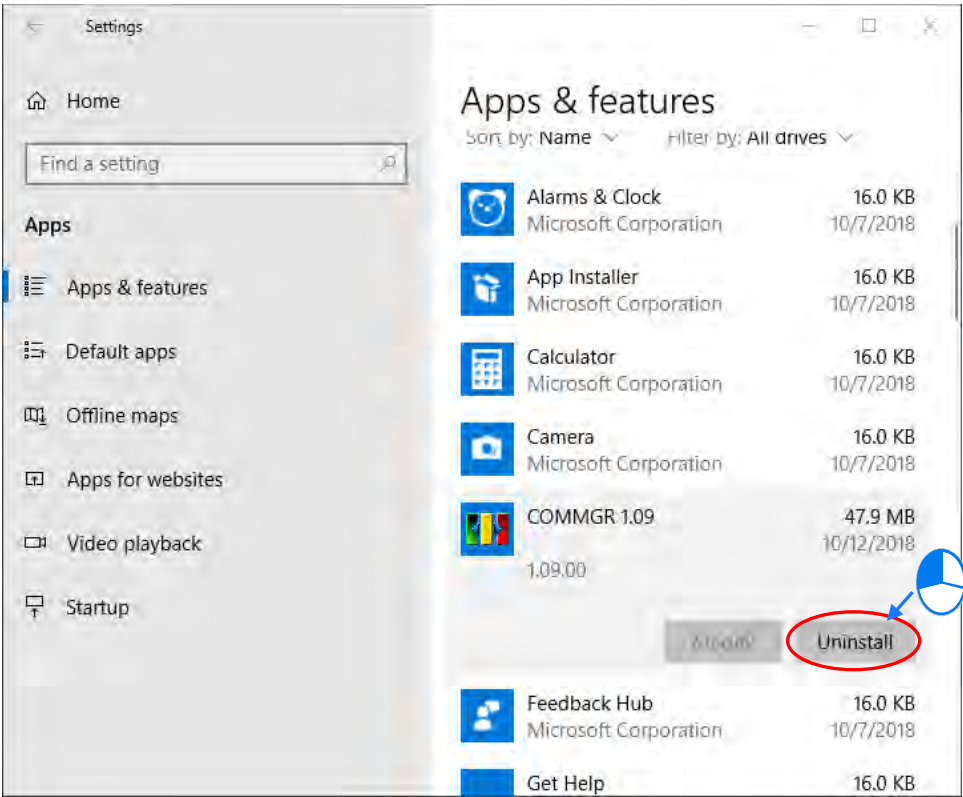 Settings
Home
Find a setting
Apps
Apps & features
Default apps
Offline maps
Apps for websites
Video playback
Startup
Apps & features
Sort by: Name Filter by: All drives
Alarms & Clock 16.0 KB
Microsoft Corporation 10/7/2018
App Installer 16.0 KB
Microsoft Corporation 10/7/2018
Calculator 16.0 KB
Microsoft Corporation 10/7/2018
Camera 16.0 KB
Microsoft Corporation 10/7/2018
COMMGR 1.09 47.9 MB
10/12/2018
1.09.00
Modify Uninstall
Feedback Hub 16.0 KB
Microsoft Corporation 10/7/2018
Get Help 16.0 KB